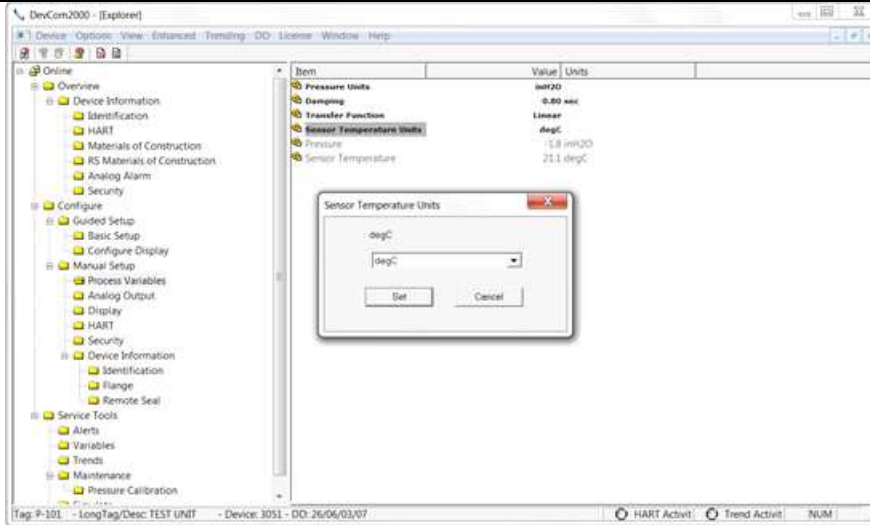 DevCom2000 - [Explorer]
Device Options View Enhanced Trending DD License Window Help
Online
Overview
Device Information
Identification
HART
Materials of Construction
RS Materials of Construction
Analog Alarm
Security
Configure
Guided Setup
Basic Setup
Configure Display
Manual Setup
Process Variables
Analog Output
Display
HART
Security
Device Information
Identification
Flange
Remote Seal
Service Tools
Alerts
Variables
Trends
Maintenance
Pressure Calibration
Item Value Units
Pressure Units inH2O
Damping 0.80 sec
Transfer Function Linear
Sensor Temperature Units degC
Pressure -1.8 inH2O
Sensor Temperature 21.1 degC
Sensor Temperature Units
degC
degC
Set Cancel
Tag: P-101 - LongTag/Desc: TEST UNIT - Device: 3051 - DD: 26/06/03/07 HART Activit Trend Activit NUM